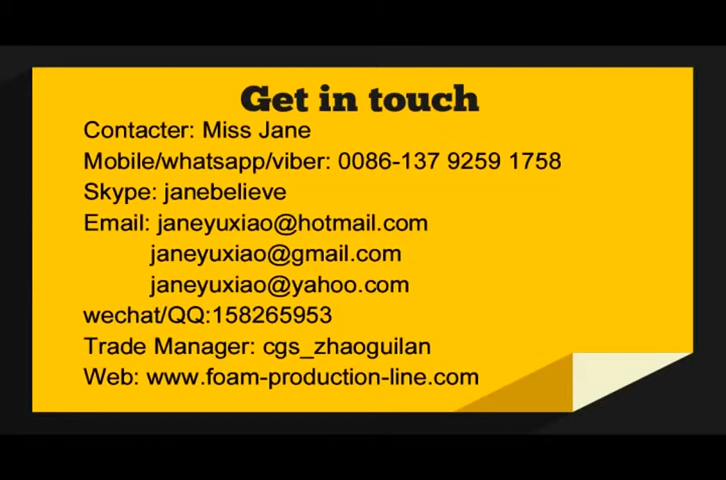 Get in touch
Contacter: Miss Jane
Mobile/whatsapp/viber: 0086-137 9259 1758
Skype: janebelieve
Email: janeyuxiao@hotmail.com
janeyuxiao@gmail.com
janeyuxiao@yahoo.com
wechat/QQ:158265953
Trade Manager: cgs_zhaoguilan
Web: www.foam-production-line.com